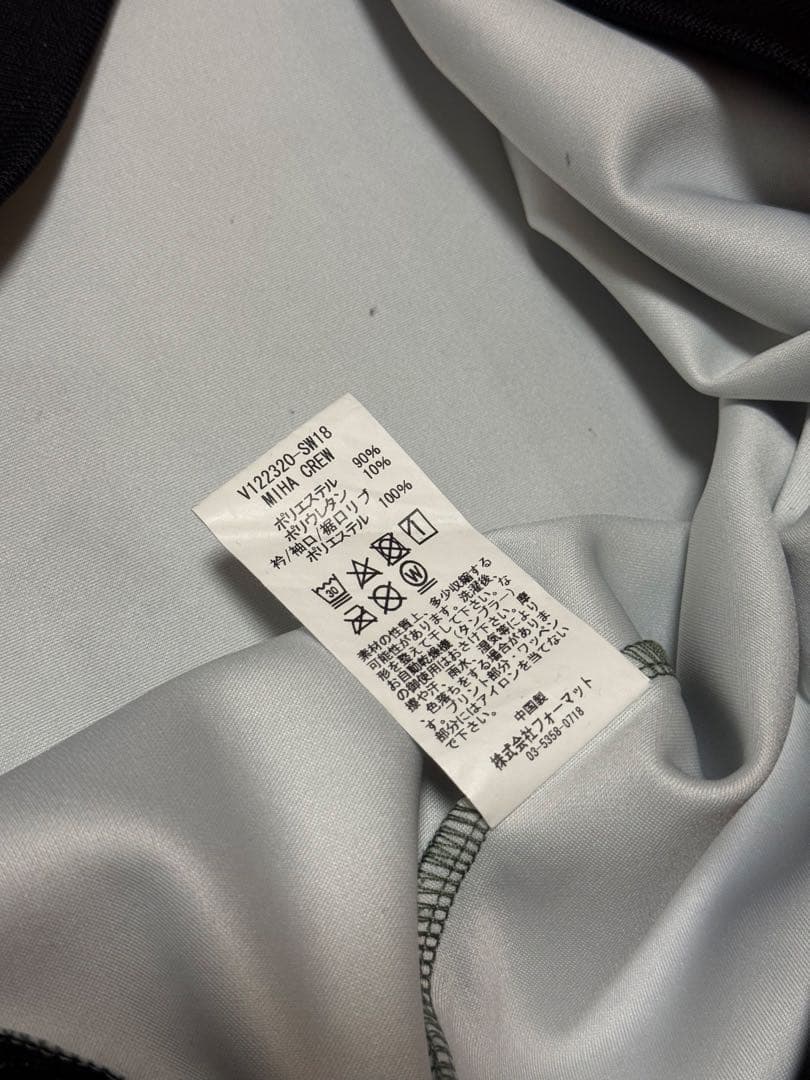 V122320-SW18
MIHA CREW
ポリエステル 90%
ポリウレタン 10%
衿/袖口/裾口リブ
ポリエステル 100%
30
W
素材の性質上、多少収縮する
可能性があります。洗濯後、
形を整えて干して下さい。な
お自動乾燥機(タンブラー)
の御使用はおさけ下さい。摩
擦や汗、雨水、湿気等により
色落ちをする場合がありま
す。プリント部分・ワッペン
部分にはアイロンを当てない
で下さい。
中国製
株式会社フォーマット
03-5358-0718